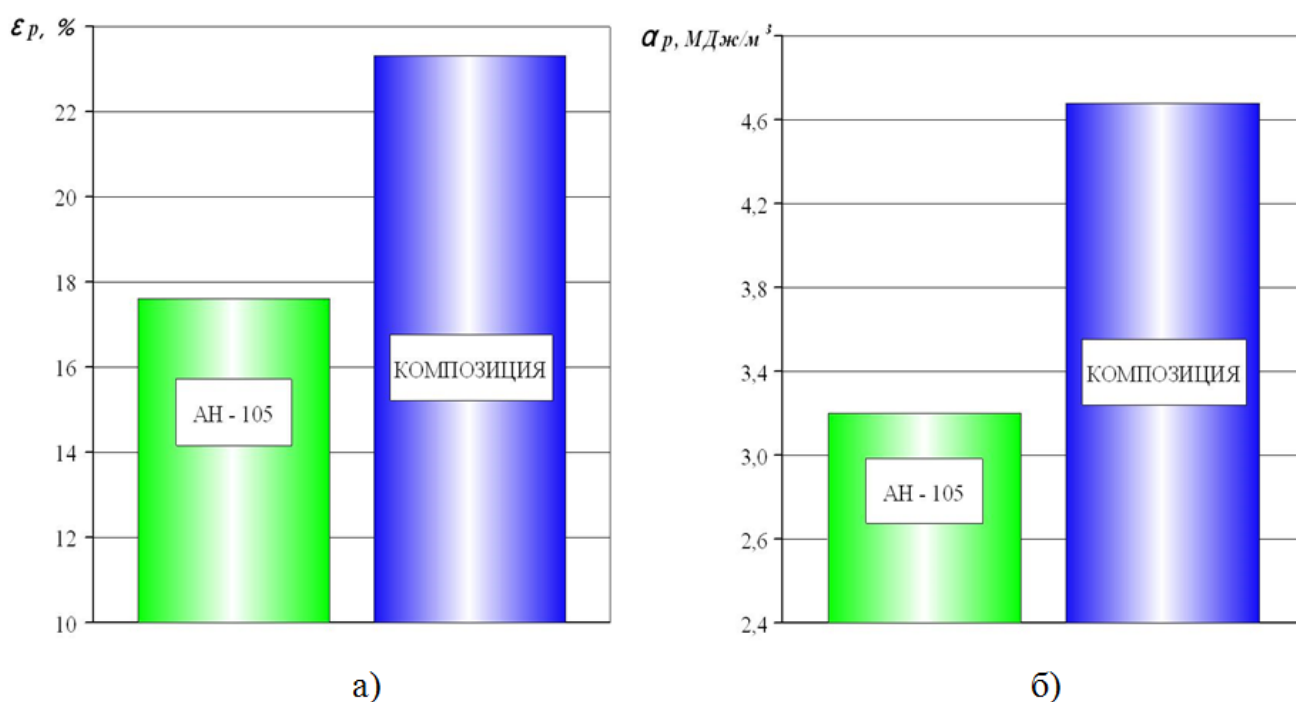 ε р, %
22
20
18
16
14
12
10
АН - 105
КОМПОЗИЦИЯ
а)
α р, МДж/м³
4,6
4,2
3,8
3,4
3,0
2,6
2,4
АН - 105
КОМПОЗИЦИЯ
б)